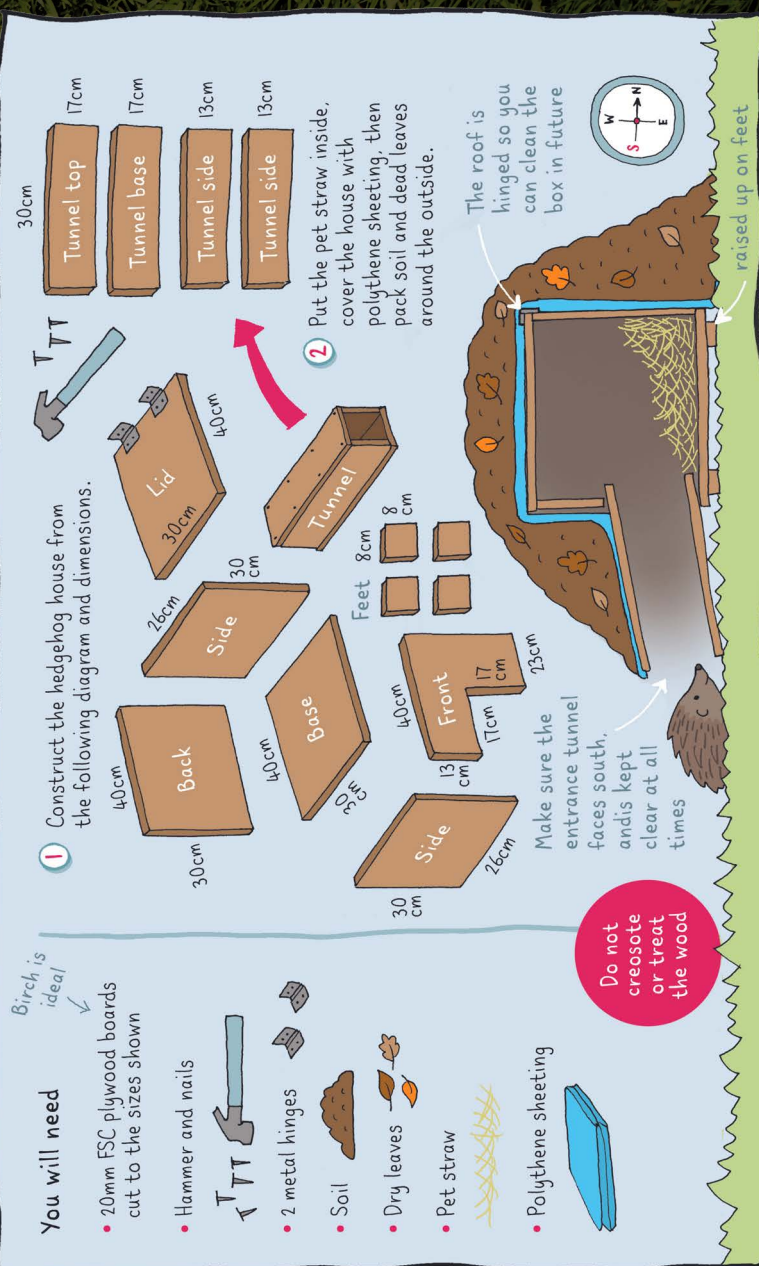 You will need
Birch is
ideal
• 20mm FSC plywood boards
cut to the sizes shown
• Hammer and nails
• 2 metal hinges
• Soil
• Dry leaves
• Pet straw
• Polythene sheeting
Do not
creosote
or treat
the wood
1 Construct the hedgehog house from
the following diagram and dimensions.
40cm
30cm
Back
26cm
30
cm
Side
30cm
40cm
Lid
40cm
30cm
Base
30
cm
26cm
Side
40cm
13
cm
17cm
17
cm
23cm
Front
Feet
8cm
8
cm
Tunnel
30cm
Tunnel top
17cm
Tunnel base
17cm
Tunnel side
13cm
Tunnel side
13cm
2 Put the pet straw inside,
cover the house with
polythene sheeting, then
pack soil and dead leaves
around the outside.
Make sure the
entrance tunnel
faces south,
andis kept
clear at all
times
The roof is
hinged so you
can clean the
box in future
W
S
N
E
raised up on feet